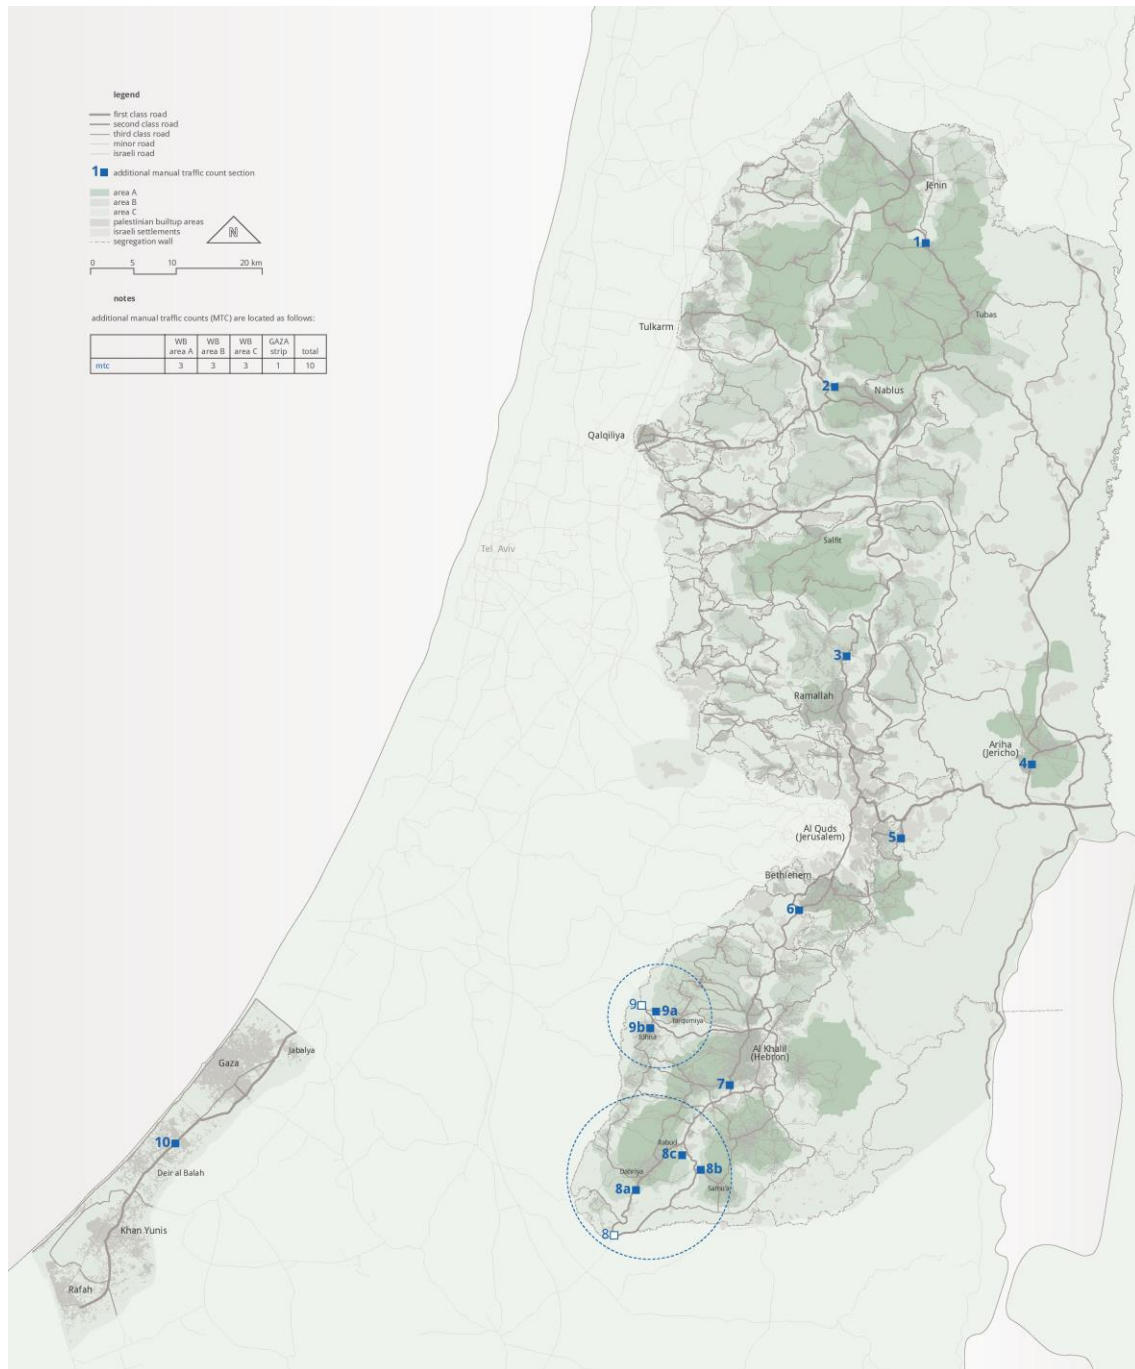 legend
first class road
second class road
third class road
minor road
israeli road
1 additional manual traffic count section
area A
area B
area C
palestinian builtup areas
israeli settlements
segregation wall
N
0 5 10 20 km
notes
additional manual traffic counts (MTC) are located as follows:
WB area A WB area B WB area C GAZA strip total
mtc 3 3 3 1 10
Jenin
1
Tubas
Tulkarm
2
Nablus
Qalqiliya
Salfit
Tel Aviv
3
Ramallah
Ariha
(Jericho)
4
Al Quds
(Jerusalem)
5
Bethlehem
6
9
9a
Tarqumiya
9b
Idhna
Al Khalil
(Hebron)
7
Jabalya
Gaza
10
Deir al Balah
Rabud
8c
8b
Dahriya
8a
Samu'a
8
Khan Yunis
Rafah